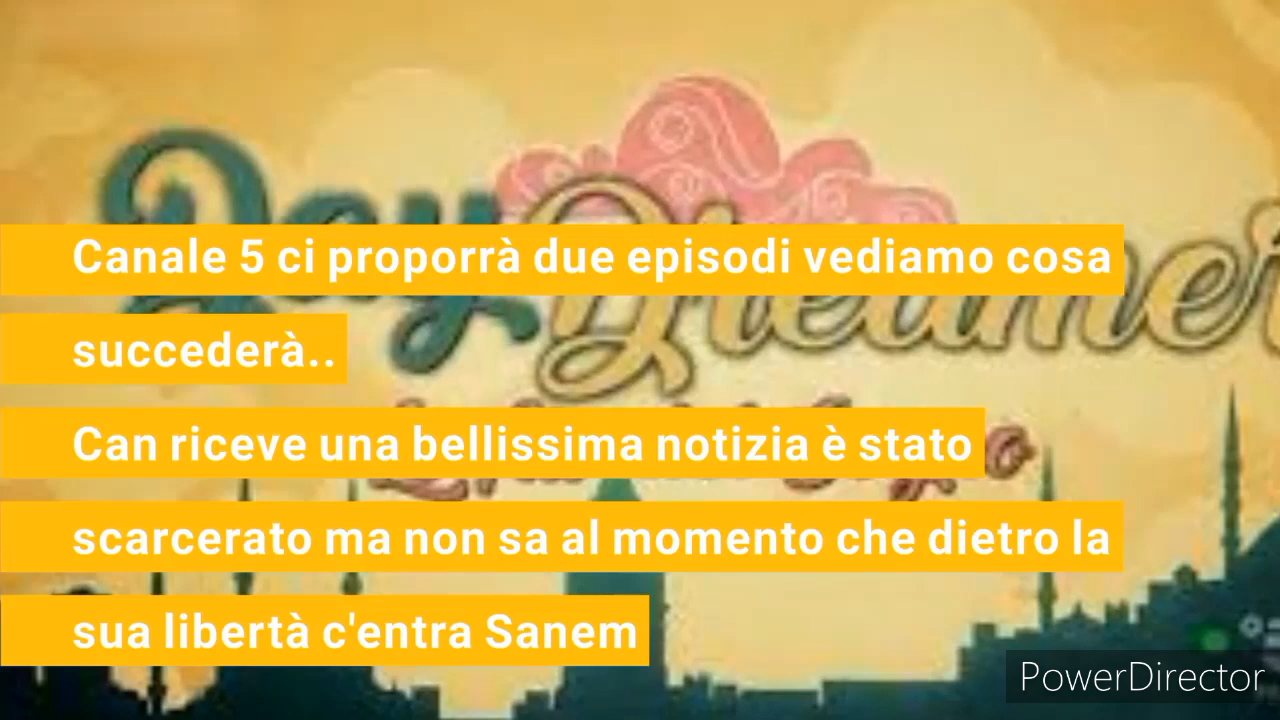 DayDreamer
Canale 5 ci proporrà due episodi vediamo cosa
succederà..
Can riceve una bellissima notizia è stato
scarcerato ma non sa al momento che dietro la
sua libertà c'entra Sanem
PowerDirector